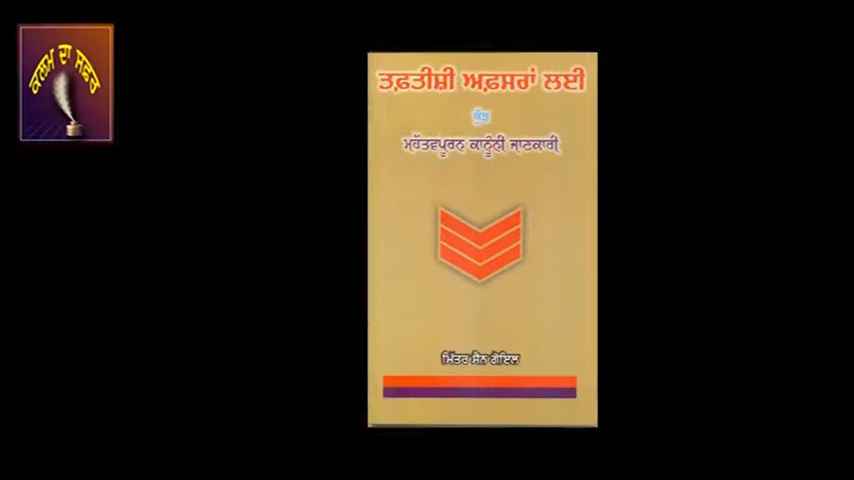 ਕਲਮ ਦਾ ਸਫ਼ਰ
ਤਫ਼ਤੀਸ਼ੀ ਅਫ਼ਸਰਾਂ ਲਈ
ਕੁੱਝ
ਮਹੱਤਵਪੂਰਨ ਕਾਨੂੰਨੀ ਜਾਣਕਾਰੀ
ਮਿੱਤਰ ਸੈਨ ਗੋਇਲ